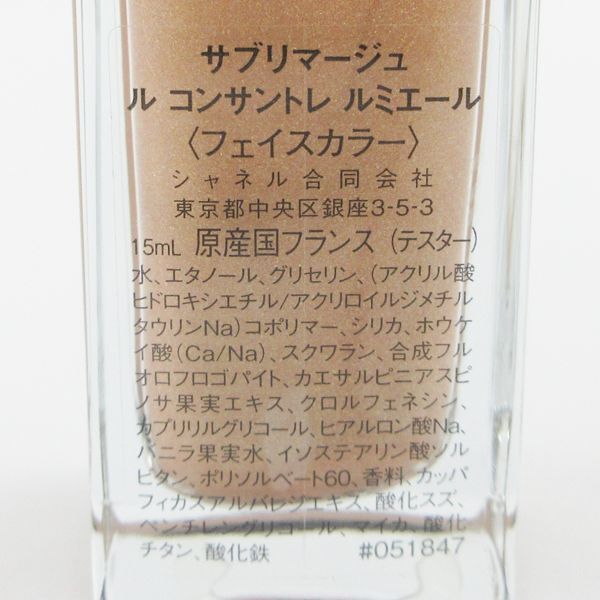 サブリマージュ
ル コンサントレ ルミエール
〈フェイスカラー〉
シャネル合同会社
東京都中央区銀座3-5-3
15mL 原産国フランス (テスター)
水、エタノール、グリセリン、(アクリル酸
ヒドロキシエチル/アクリロイルジメチル
タウリンNa)コポリマー、シリカ、ホウケ
イ酸(Ca/Na)、スクワラン、合成フル
オロフロゴパイト、カエサルピニアスピ
ノサ果実エキス、クロルフェネシン、
カプリリルグリコール、ヒアルロン酸Na、
バニラ果実水、イソステアリン酸ソル
ビタン、ポリソルベート60、香料、カッパ
フィカスアルバレジエキス、酸化スズ、
ペンチレングリコール、マイカ、酸化
チタン、酸化鉄 #051847